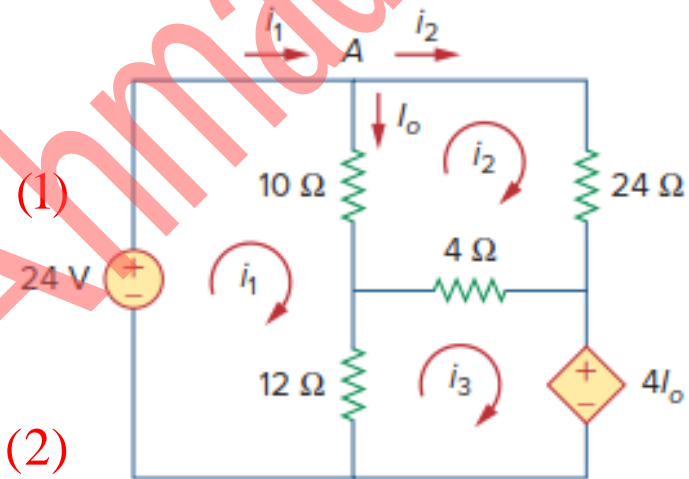 i₁ A i₂
Iₒ
i₂
10 Ω 24 Ω
(1)
4 Ω
24 V + − i₁
12 Ω i₃ + − 4Iₒ
(2)